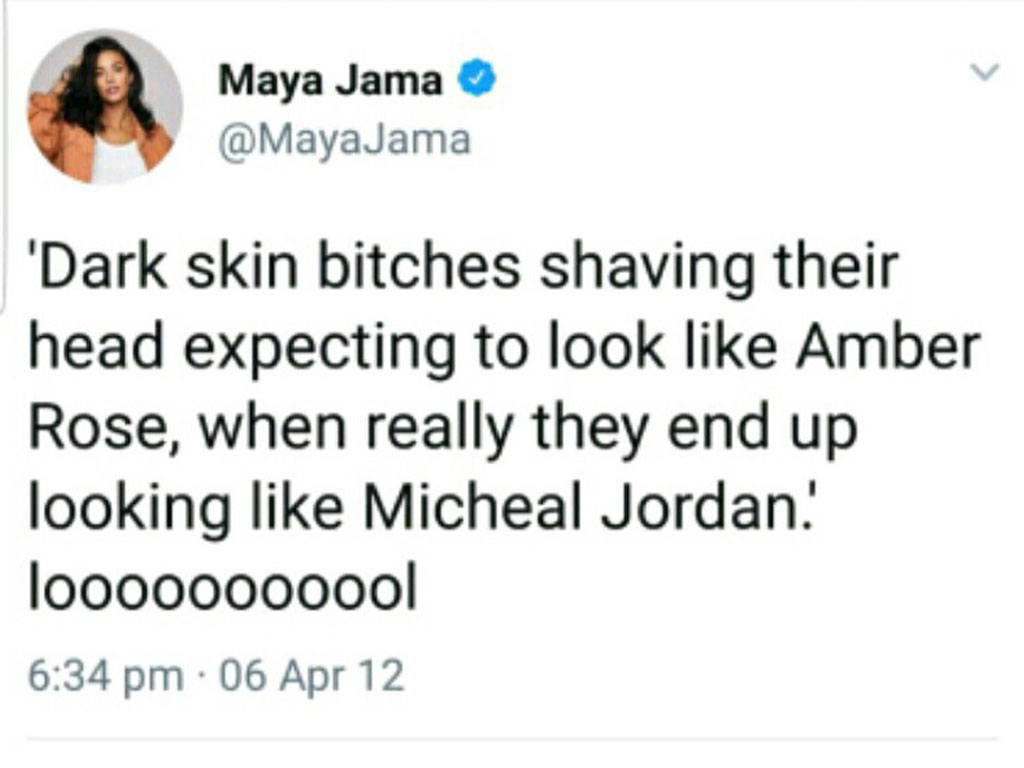 Maya Jama
@MayaJama
'Dark skin bitches shaving their
head expecting to look like Amber
Rose, when really they end up
looking like Micheal Jordan.'
looooooooool
6:34 pm · 06 Apr 12